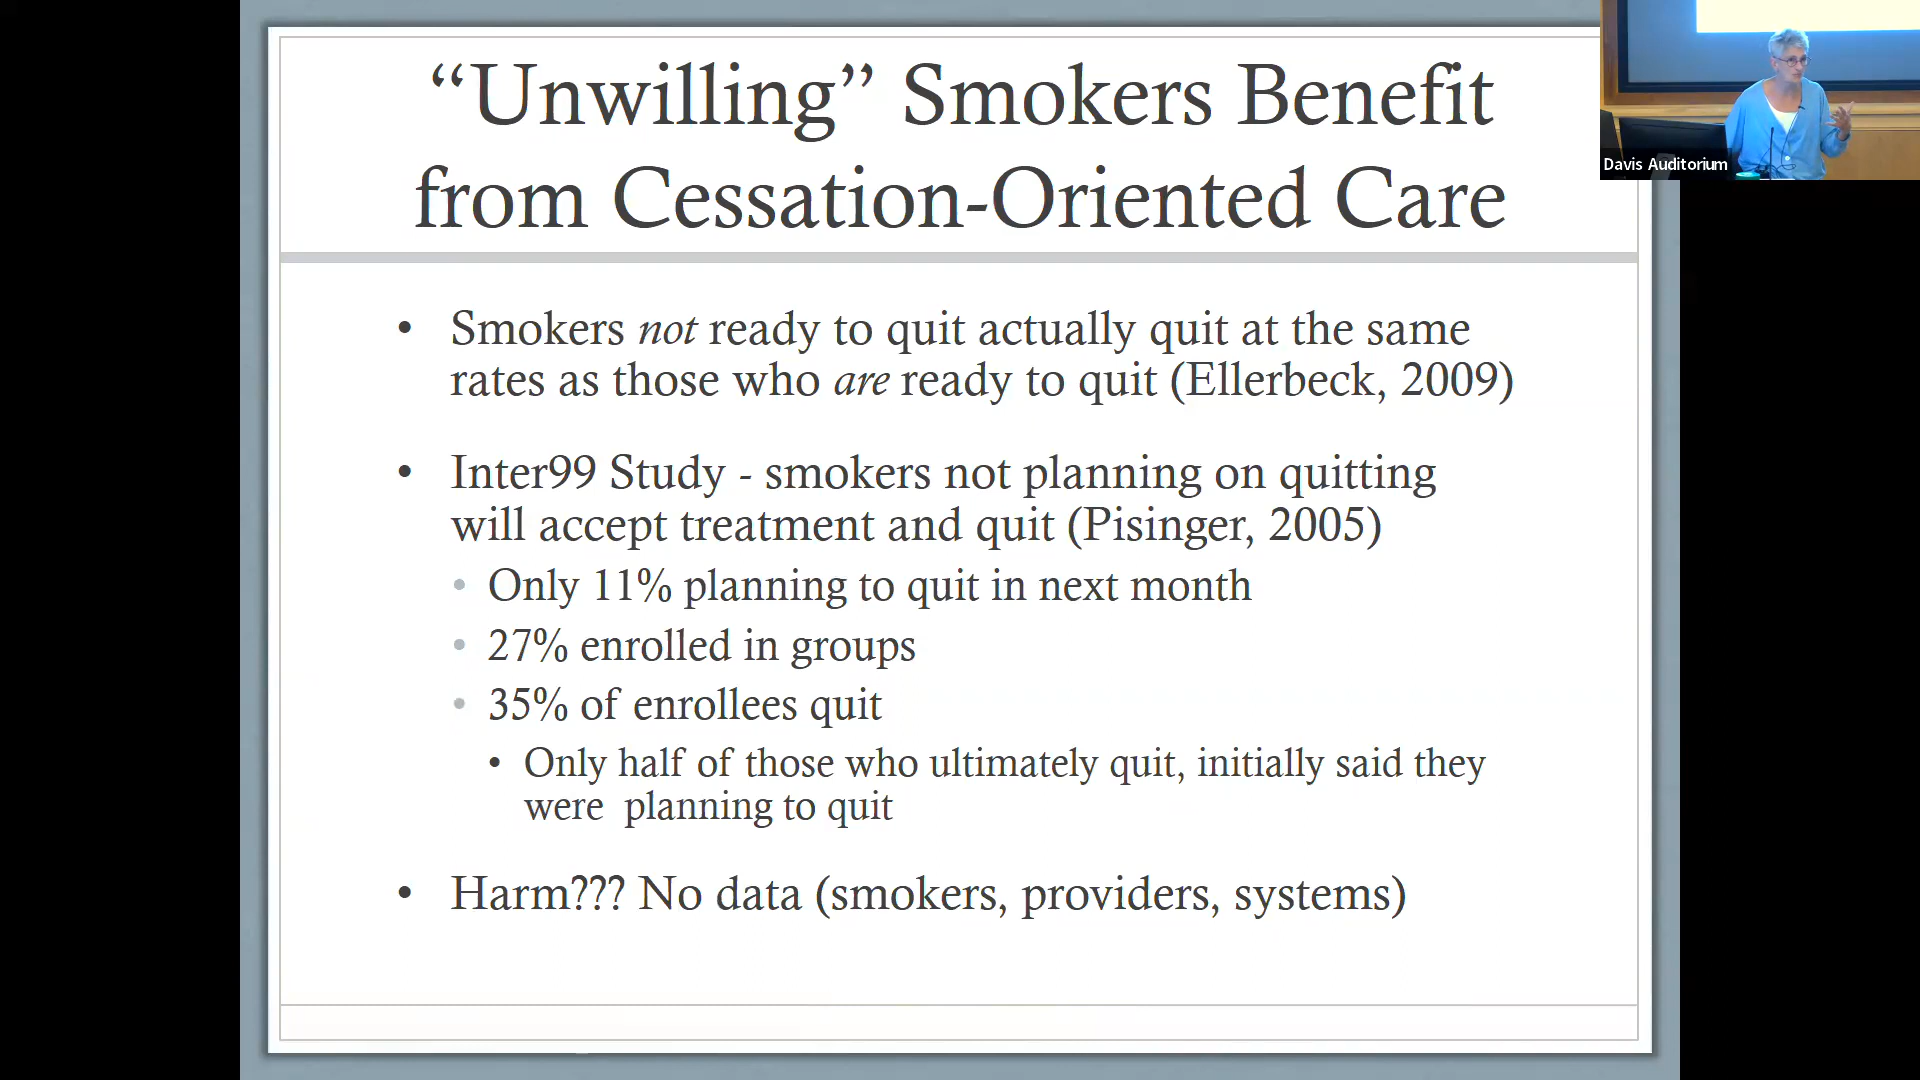 “Unwilling” Smokers Benefit
from Cessation-Oriented Care
Davis Auditorium
• Smokers not ready to quit actually quit at the same
rates as those who are ready to quit (Ellerbeck, 2009)
• Inter99 Study - smokers not planning on quitting
will accept treatment and quit (Pisinger, 2005)
• Only 11% planning to quit in next month
• 27% enrolled in groups
• 35% of enrollees quit
• Only half of those who ultimately quit, initially said they
were  planning to quit
• Harm??? No data (smokers, providers, systems)